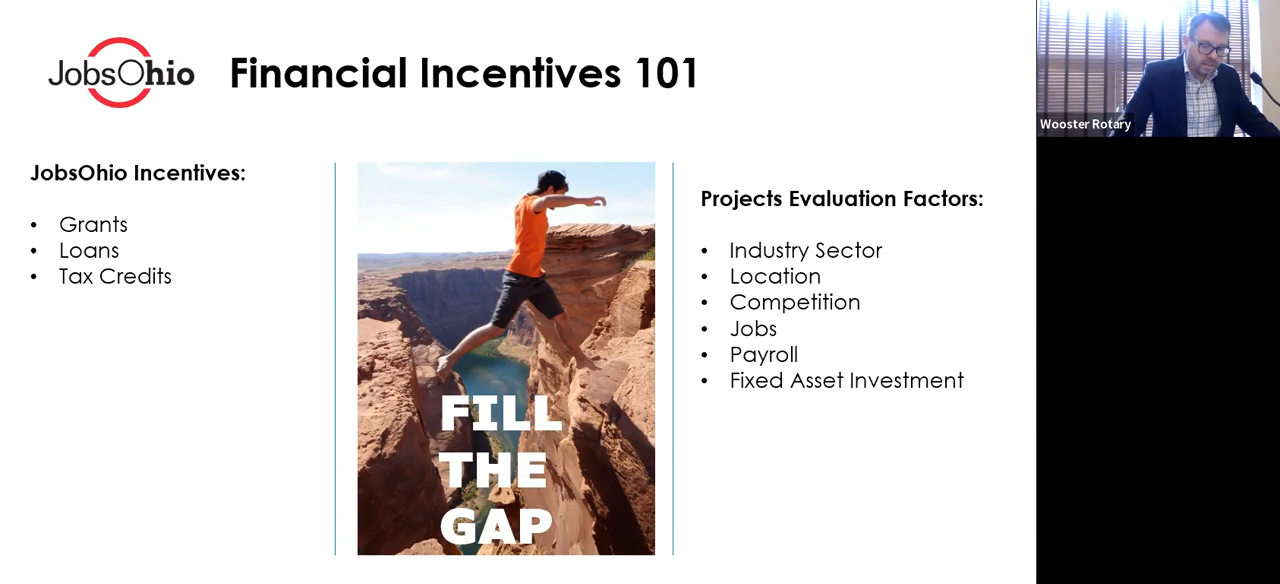 JobsOhio
Financial Incentives 101
Wooster Rotary
JobsOhio Incentives:
• Grants
• Loans
• Tax Credits
FILL
THE
GAP
Projects Evaluation Factors:
• Industry Sector
• Location
• Competition
• Jobs
• Payroll
• Fixed Asset Investment